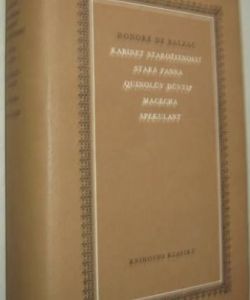 HONORÉ DE BALZAC
KABINET STAROŽITNOSTÍ
STARÁ PANNA
QUINOLŮV DŮVTIP
MACECHA
SPEKULANT
KNIHOVNA KLASIKŮ